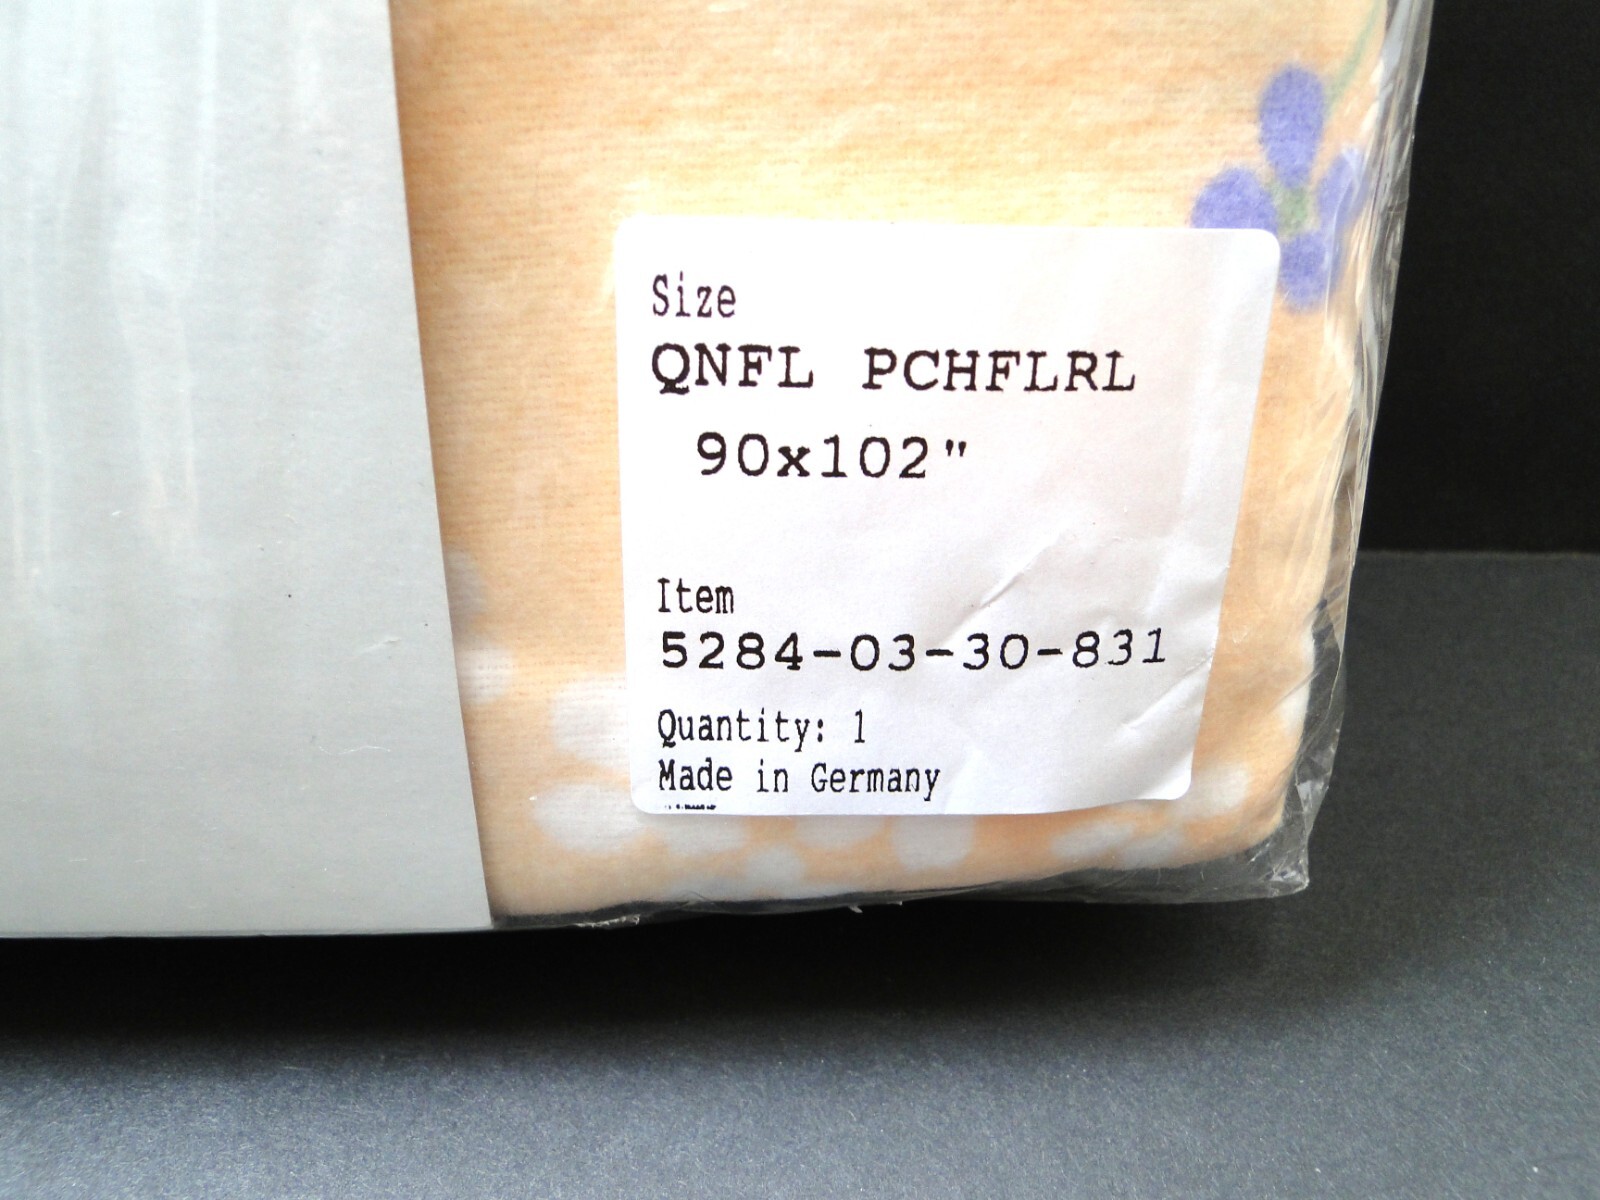 Size
QNFL PCHFLRL
90x102"
Item
5284-03-30-831
Quantity: 1
Made in Germany